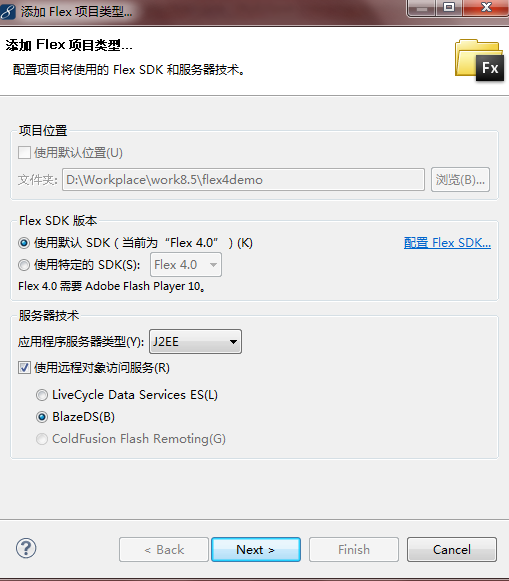 添加 Flex 项目类型...
添加 Flex 项目类型...
配置项目将使用的 Flex SDK 和服务器技术。
Fx
项目位置
使用默认位置(U)
文件夹: D:\Workplace\work8.5\flex4demo 浏览(B)...
Flex SDK 版本
使用默认 SDK（当前为“Flex 4.0”）(K) 配置 Flex SDK...
使用特定的 SDK(S): Flex 4.0
Flex 4.0 需要 Adobe Flash Player 10。
服务器技术
应用程序服务器类型(Y): J2EE
使用远程对象访问服务(R)
LiveCycle Data Services ES(L)
BlazeDS(B)
ColdFusion Flash Remoting(G)
? < Back Next > Finish Cancel